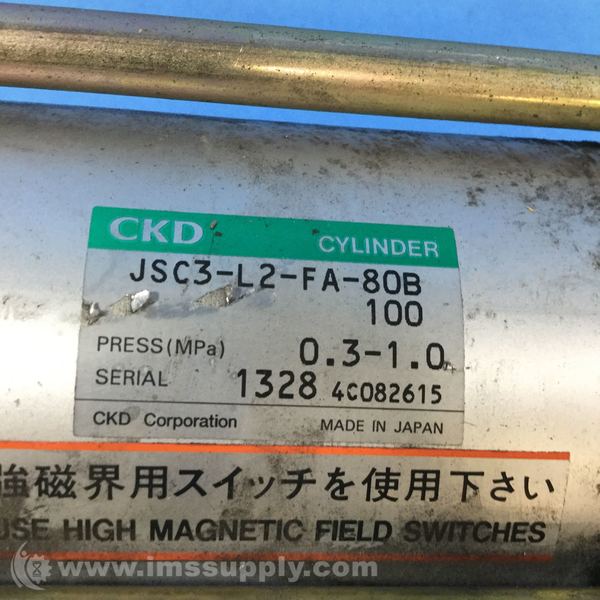 CKD CYLINDER
JSC3-L2-FA-80B
100
PRESS(MPa) 0.3-1.0
SERIAL 1328 4C082615
CKD Corporation MADE IN JAPAN
強磁界用スイッチを使用下さい
USE HIGH MAGNETIC FIELD SWITCHES
www.imssupply.com